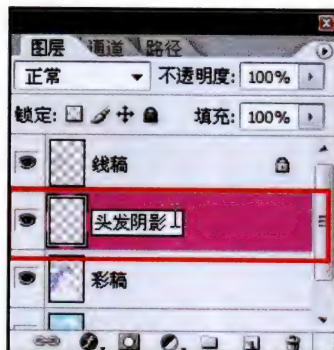 图层 通道 路径
正常 不透明度: 100%
锁定: 填充: 100%
线稿
头发阴影
彩稿